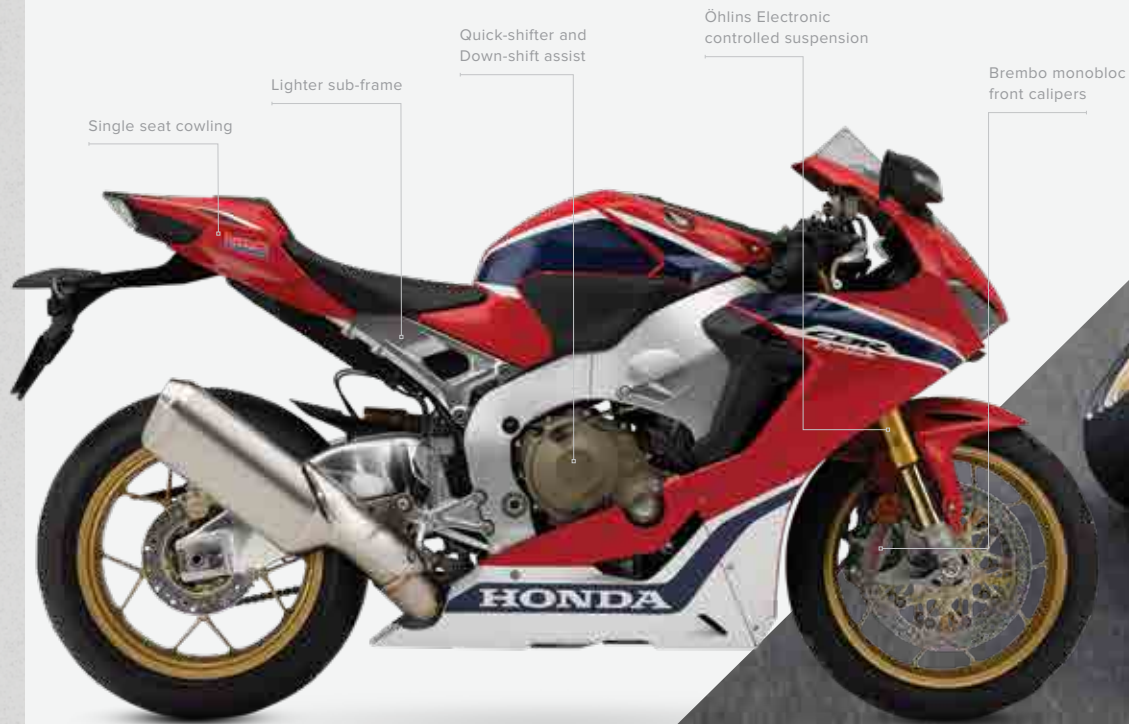 Öhlins Electronic
controlled suspension
Quick-shifter and
Down-shift assist
Brembo monobloc
front calipers
Lighter sub-frame
Single seat cowling
CBR
HONDA